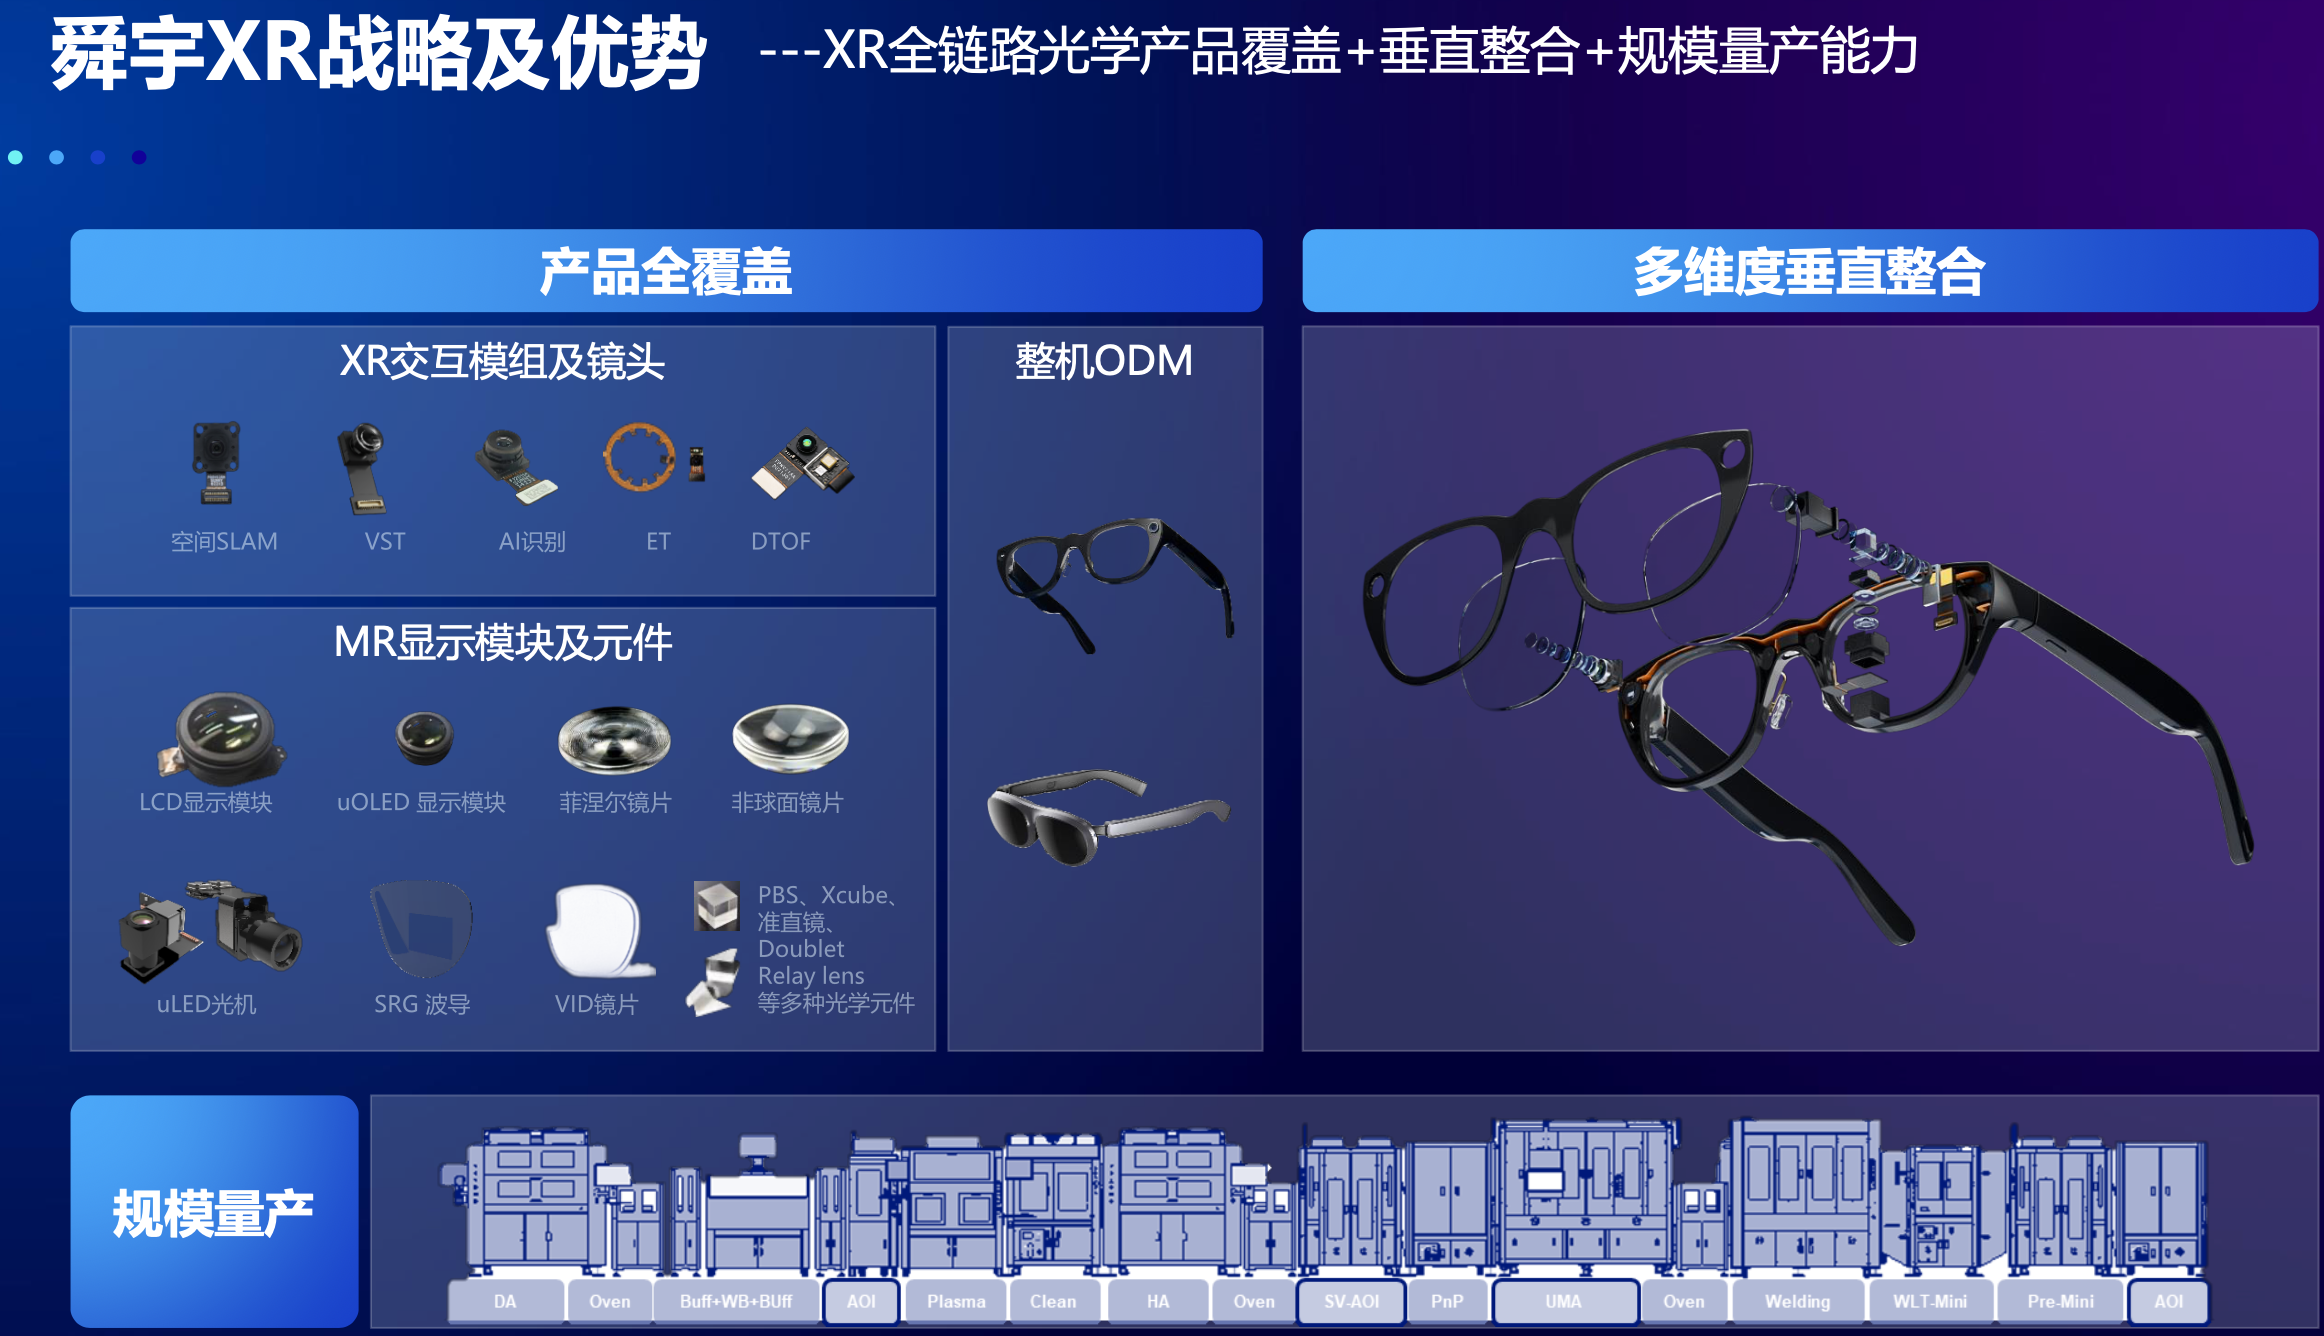 舜宇XR战略及优势 ---XR全链路光学产品覆盖+垂直整合+规模量产能力
产品全覆盖
XR交互模组及镜头
空间SLAM VST AI识别 ET DTOF
MR显示模块及元件
LCD显示模块 uOLED 显示模块 菲涅尔镜片 非球面镜片
uLED光机 SRG 波导 VID镜片
PBS、Xcube、
准直镜、
Doublet
Relay lens
等多种光学元件
整机ODM
多维度垂直整合
规模量产
DA Oven Buff+WB+BUff AOI Plasma Clean HA Oven SV-AOI PnP UMA Oven Welding WLT-Mini Pre-Mini AOI